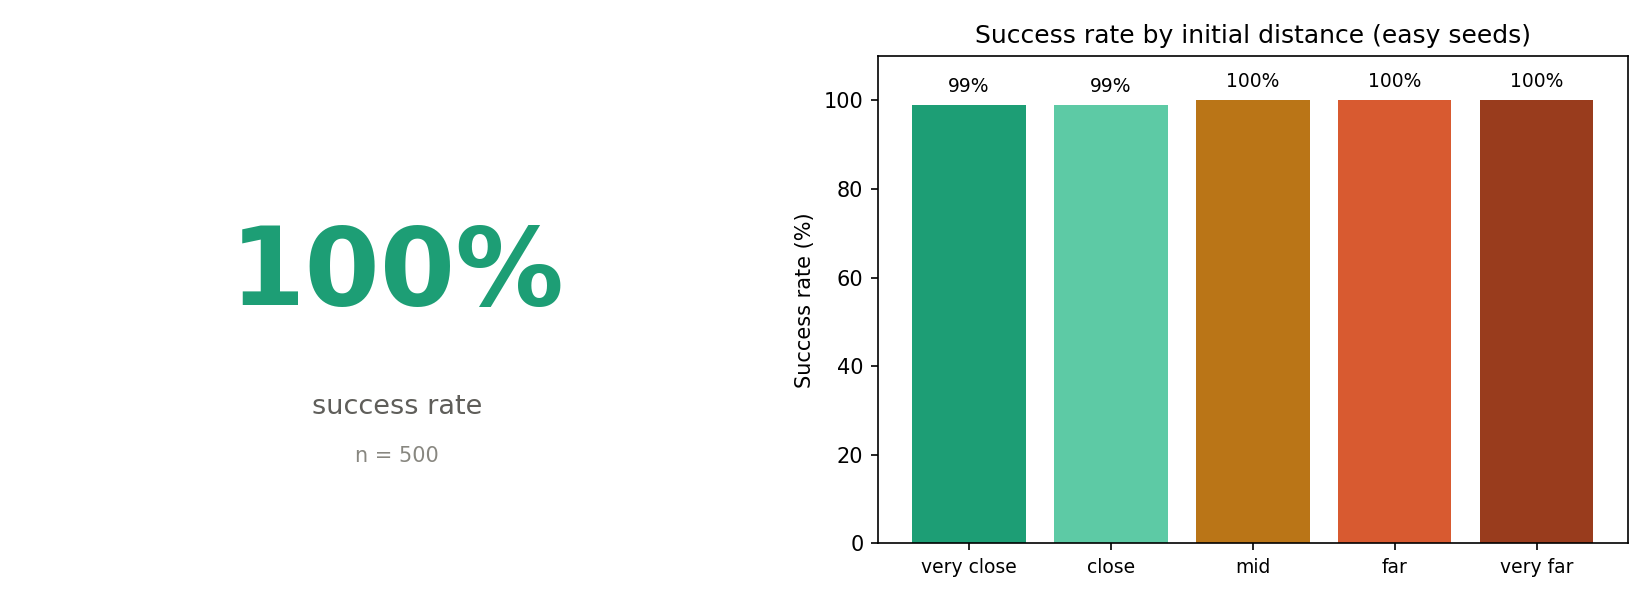 100%
success rate
n = 500
Success rate by initial distance (easy seeds)
Success rate (%)
100
80
60
40
20
0
99%
99%
100%
100%
100%
very close
close
mid
far
very far